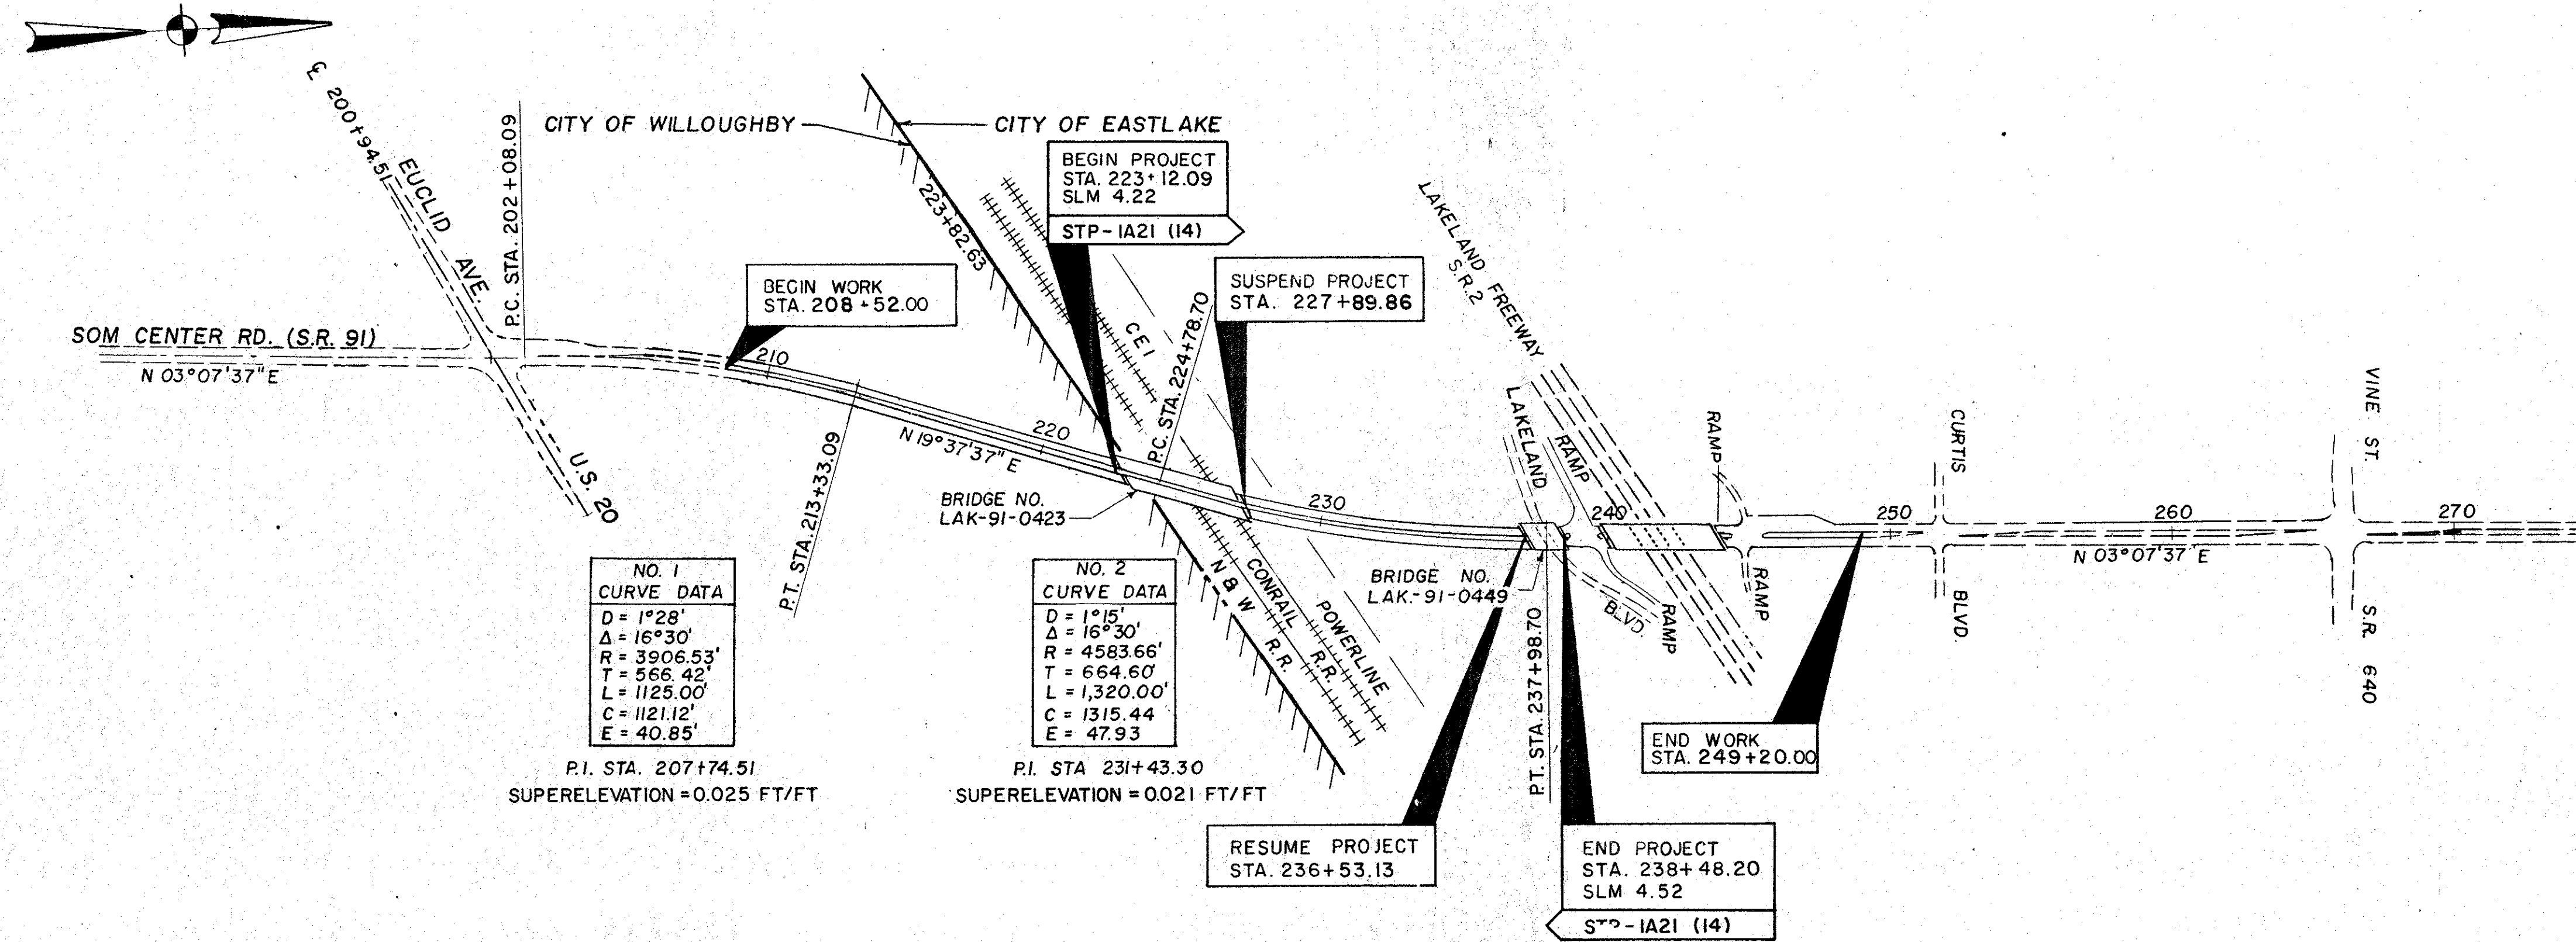 ℄ 200+94.51
EUCLID AVE.
U.S. 20
P.C. STA. 202+08.09
SOM CENTER RD. (S.R. 91)
N 03°07'37" E
CITY OF WILLOUGHBY
CITY OF EASTLAKE
223+82.63
BEGIN WORK
STA. 208+52.00
210
P.T. STA. 213+33.09
N 19°37'37" E
220
BEGIN PROJECT
STA. 223+12.09
SLM 4.22
STP-1A21 (14)
CEI
P.C. STA. 224+78.70
SUSPEND PROJECT
STA. 227+89.86
BRIDGE NO.
LAK-91-0423
N & W R.R.
CONRAIL R.R.
POWERLINE
230
LAKELAND FREEWAY
S.R. 2
LAKELAND
BLVD.
RAMP
RAMP
240
RAMP
RAMP
BRIDGE NO.
LAK.-91-0449
P.T. STA. 237+98.70
250
CURTIS
BLVD.
260
N 03°07'37 E
VINE ST.
S.R. 640
270
NO. 1
CURVE DATA
D = 1°28'
Δ = 16°30'
R = 3906.53'
T = 566.42'
L = 1125.00'
C = 1121.12'
E = 40.85'
P.I. STA. 207+74.51
SUPERELEVATION = 0.025 FT/FT
NO. 2
CURVE DATA
D = 1°15'
Δ = 16°30'
R = 4583.66'
T = 664.60'
L = 1,320.00'
C = 1315.44
E = 47.93
P.I. STA 231+43.30
SUPERELEVATION = 0.021 FT/FT
RESUME PROJECT
STA. 236+53.13
END PROJECT
STA. 238+48.20
SLM 4.52
STP-1A21 (14)
END WORK
STA. 249+20.00